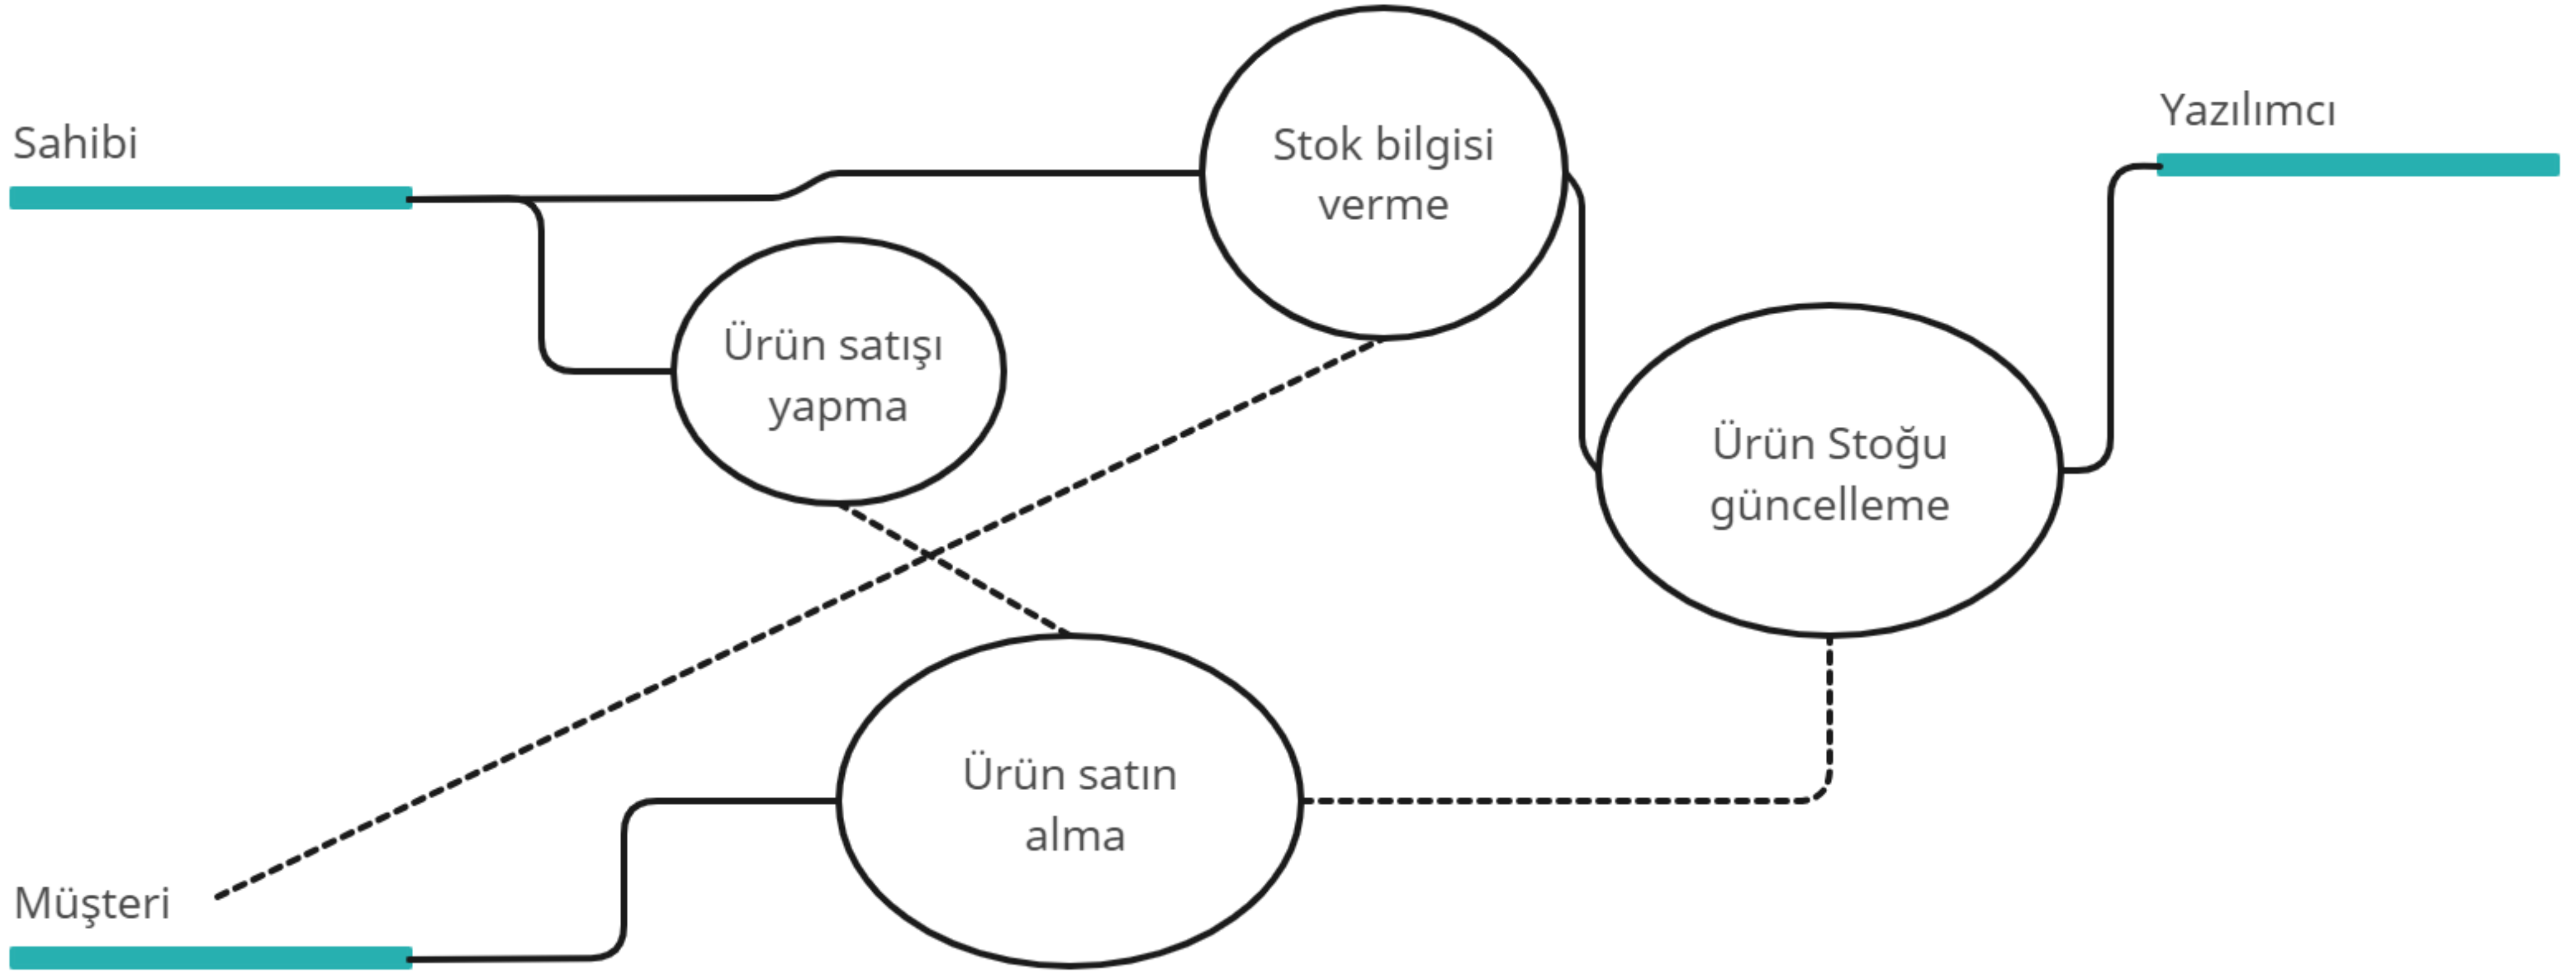 Sahibi
Stok bilgisi
verme
Yazılımcı
Ürün satışı
yapma
Ürün Stoğu
güncelleme
Ürün satın
alma
Müşteri